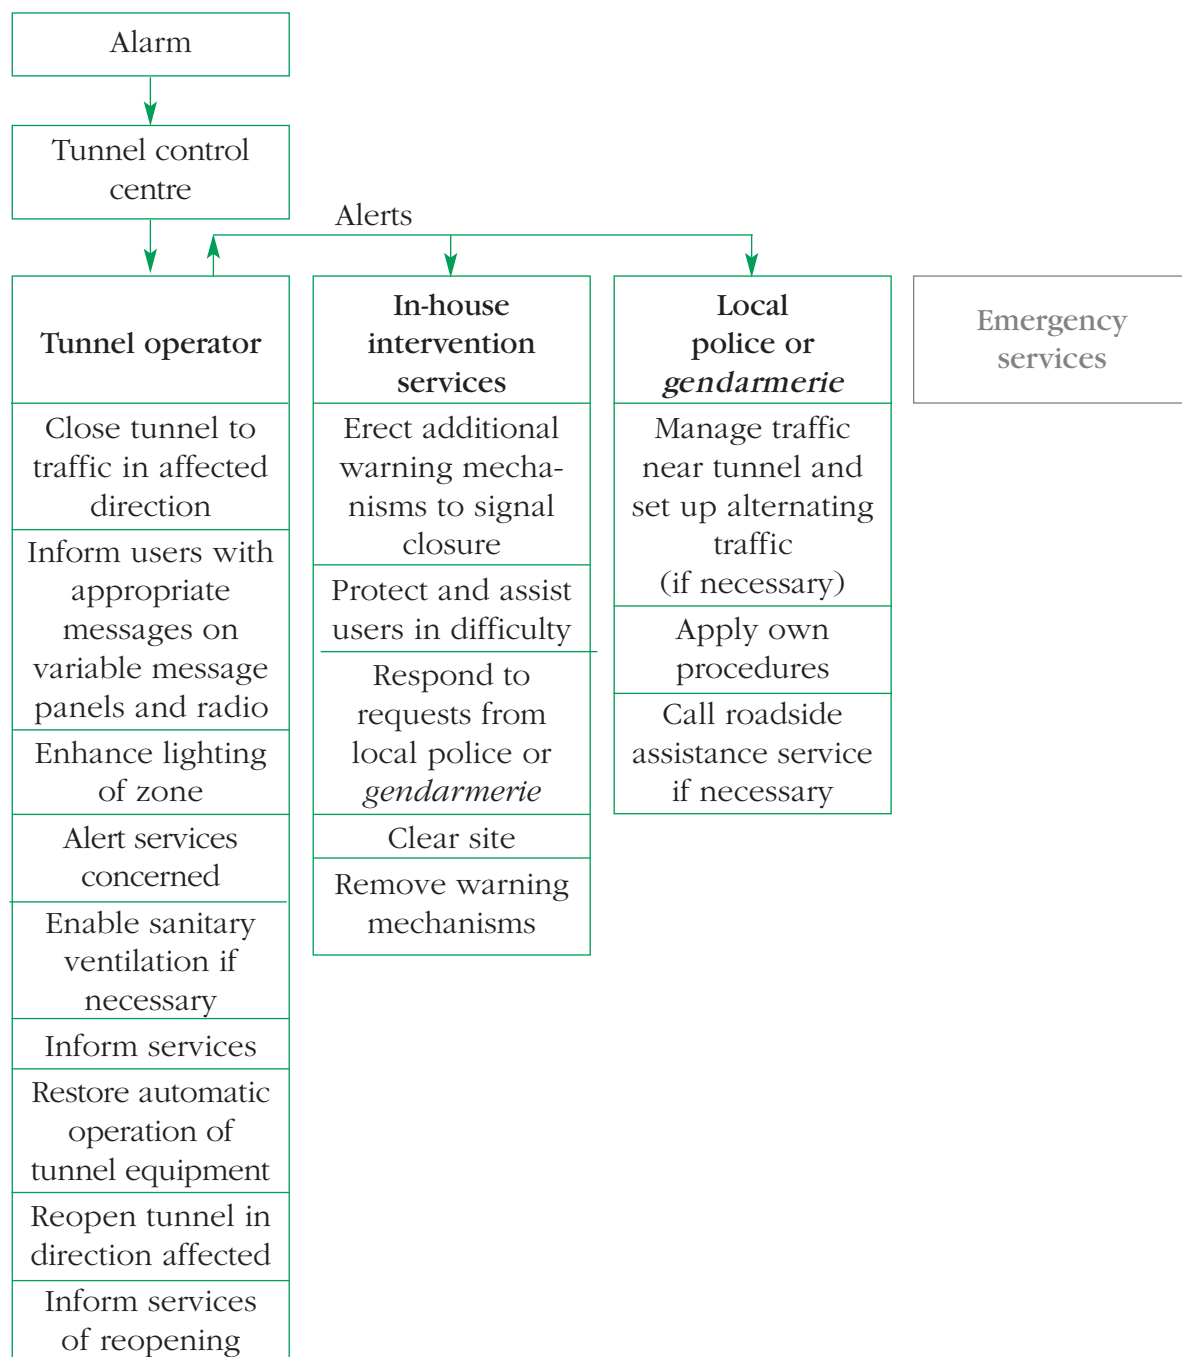 Alarm
Tunnel control
centre
Alerts
Tunnel operator
Close tunnel to
traffic in affected
direction
Inform users with
appropriate
messages on
variable message
panels and radio
Enhance lighting
of zone
Alert services
concerned
Enable sanitary
ventilation if
necessary
Inform services
Restore automatic
operation of
tunnel equipment
Reopen tunnel in
direction affected
Inform services
of reopening
In-house
intervention
services
Erect additional
warning mecha-
nisms to signal
closure
Protect and assist
users in difficulty
Respond to
requests from
local police or
gendarmerie
Clear site
Remove warning
mechanisms
Local
police or
gendarmerie
Manage traffic
near tunnel and
set up alternating
traffic
(if necessary)
Apply own
procedures
Call roadside
assistance service
if necessary
Emergency
services